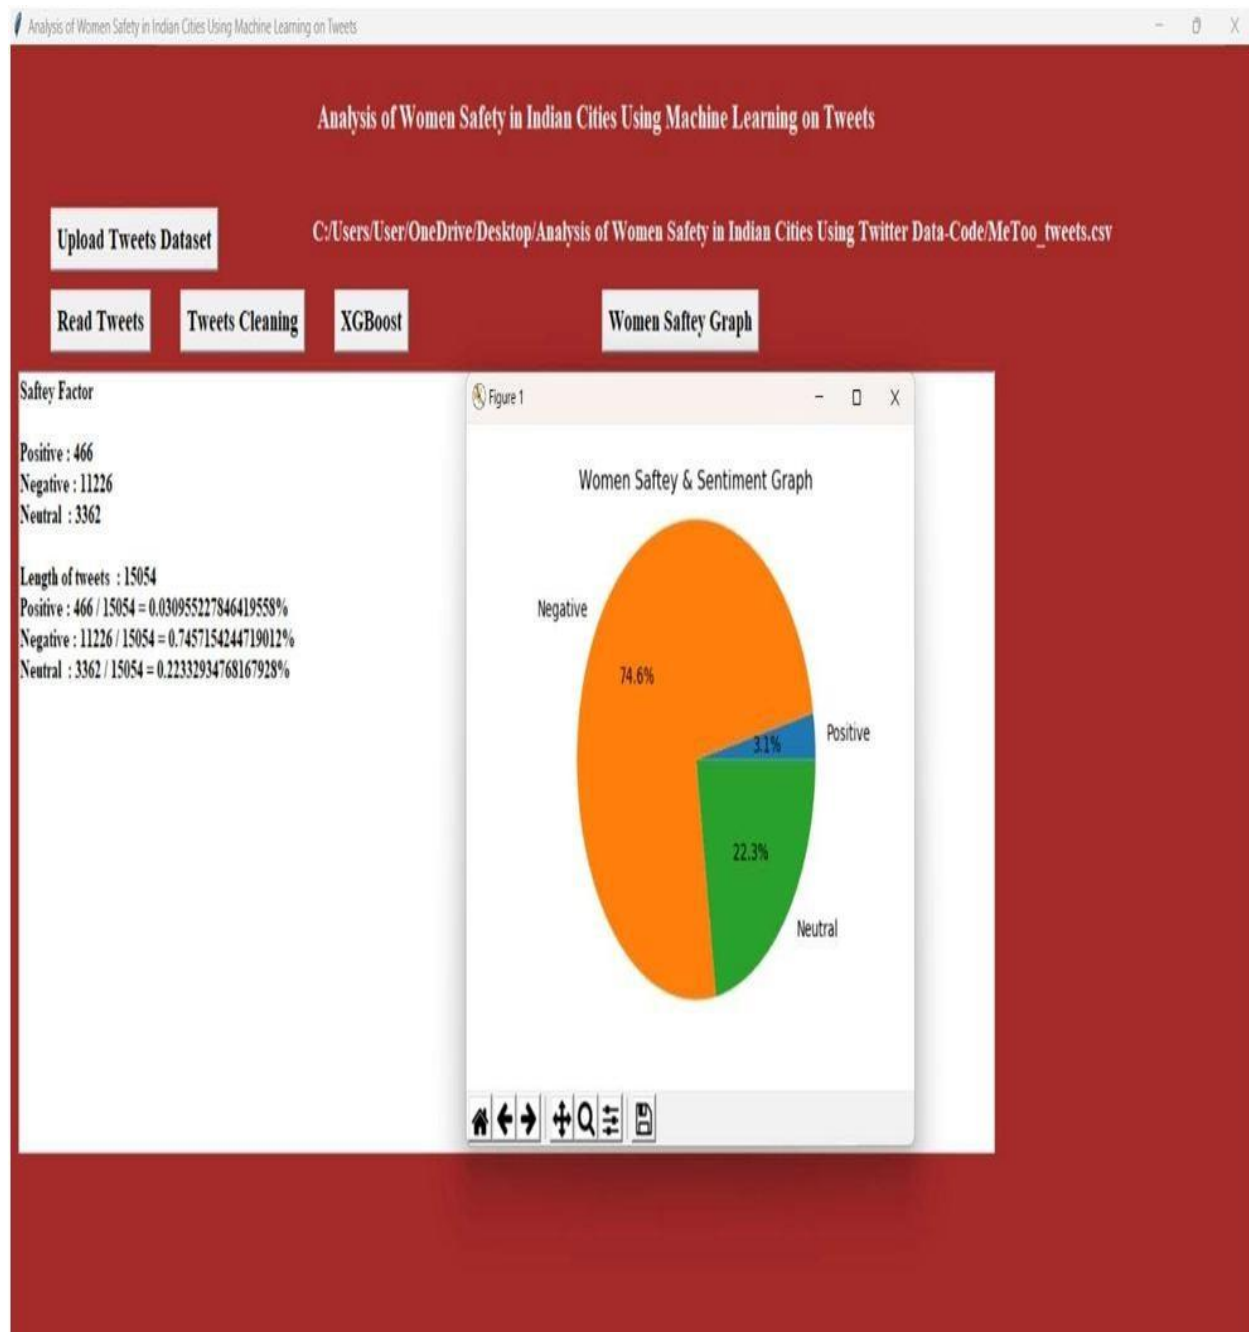 Analysis of Women Safety in Indian Cities Using Machine Learning on Tweets
Analysis of Women Safety in Indian Cities Using Machine Learning on Tweets
Upload Tweets Dataset
C:/Users/User/OneDrive/Desktop/Analysis of Women Safety in Indian Cities Using Twitter Data-Code/MeToo_tweets.csv
Read Tweets
Tweets Cleaning
XGBoost
Women Saftey Graph
Saftey Factor
Positive : 466
Negative : 11226
Neutral : 3362
Length of tweets : 15054
Positive : 466 / 15054 = 0.030955227846419558%
Negative : 11226 / 15054 = 0.7457154244719012%
Neutral : 3362 / 15054 = 0.22332934768167928%
Figure 1
Women Saftey & Sentiment Graph
Negative
74.6%
Positive
3.1%
22.3%
Neutral